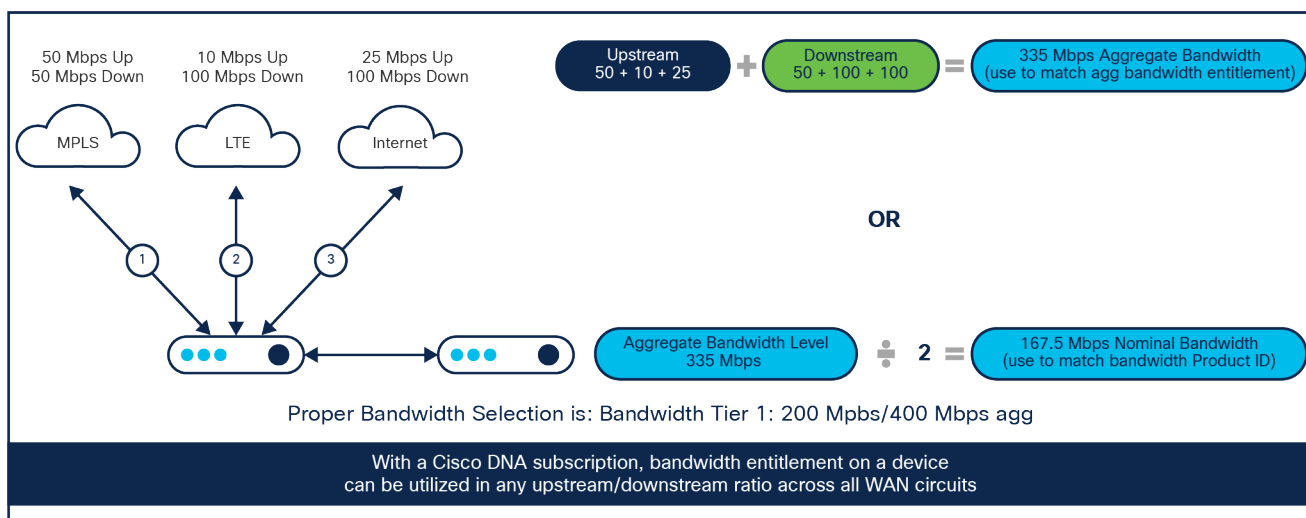 50 Mbps Up
50 Mbps Down
10 Mbps Up
100 Mbps Down
25 Mbps Up
100 Mbps Down
MPLS
LTE
Internet
1
2
3
Upstream
50 + 10 + 25
+
Downstream
50 + 100 + 100
=
335 Mbps Aggregate Bandwidth
(use to match agg bandwidth entitlement)
OR
Aggregate Bandwidth Level
335 Mbps
÷
2
=
167.5 Mbps Nominal Bandwidth
(use to match bandwidth Product ID)
Proper Bandwidth Selection is: Bandwidth Tier 1: 200 Mpbs/400 Mbps agg
With a Cisco DNA subscription, bandwidth entitlement on a device
can be utilized in any upstream/downstream ratio across all WAN circuits